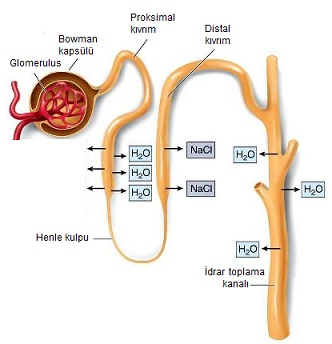 Proksimal
kıvrım
Bowman
kapsülü
Glomerulus
Distal
kıvrım
H₂O
H₂O
H₂O
NaCl
NaCl
H₂O
H₂O
H₂O
Henle kulpu
İdrar toplama
kanalı